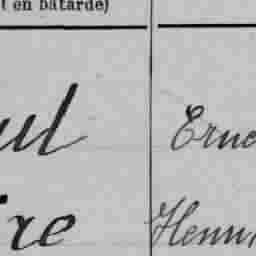 t en bâtarde)
ul Erne
re Henri